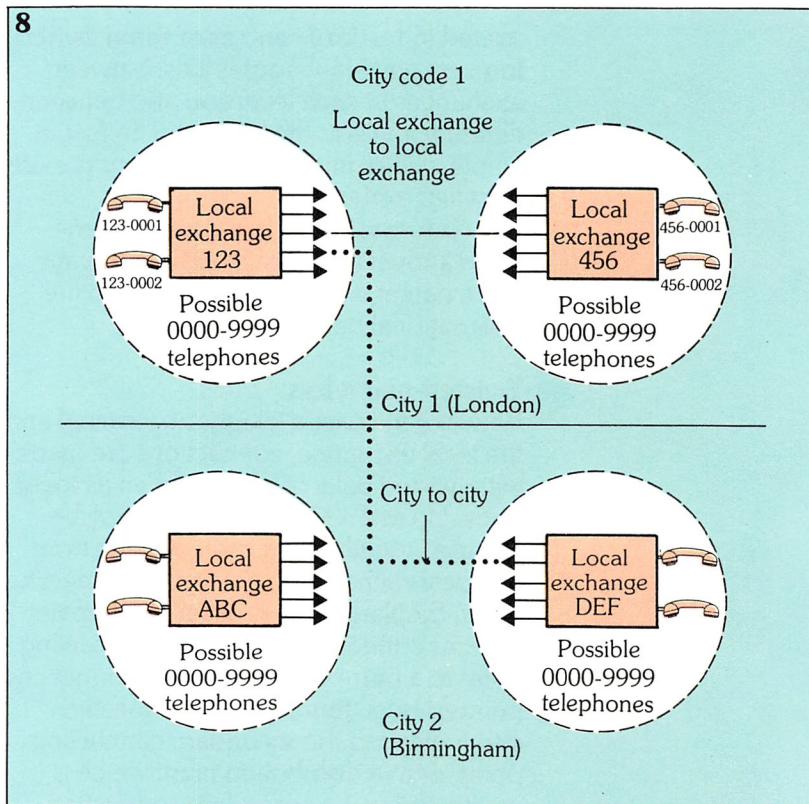 8
City code 1
Local exchange
to local
exchange
Local
exchange
123
123-0001
123-0002
Possible
0000-9999
telephones
Local
exchange
456
456-0001
456-0002
Possible
0000-9999
telephones
City 1 (London)
City to city
Local
exchange
ABC
Possible
0000-9999
telephones
Local
exchange
DEF
Possible
0000-9999
telephones
City 2
(Birmingham)